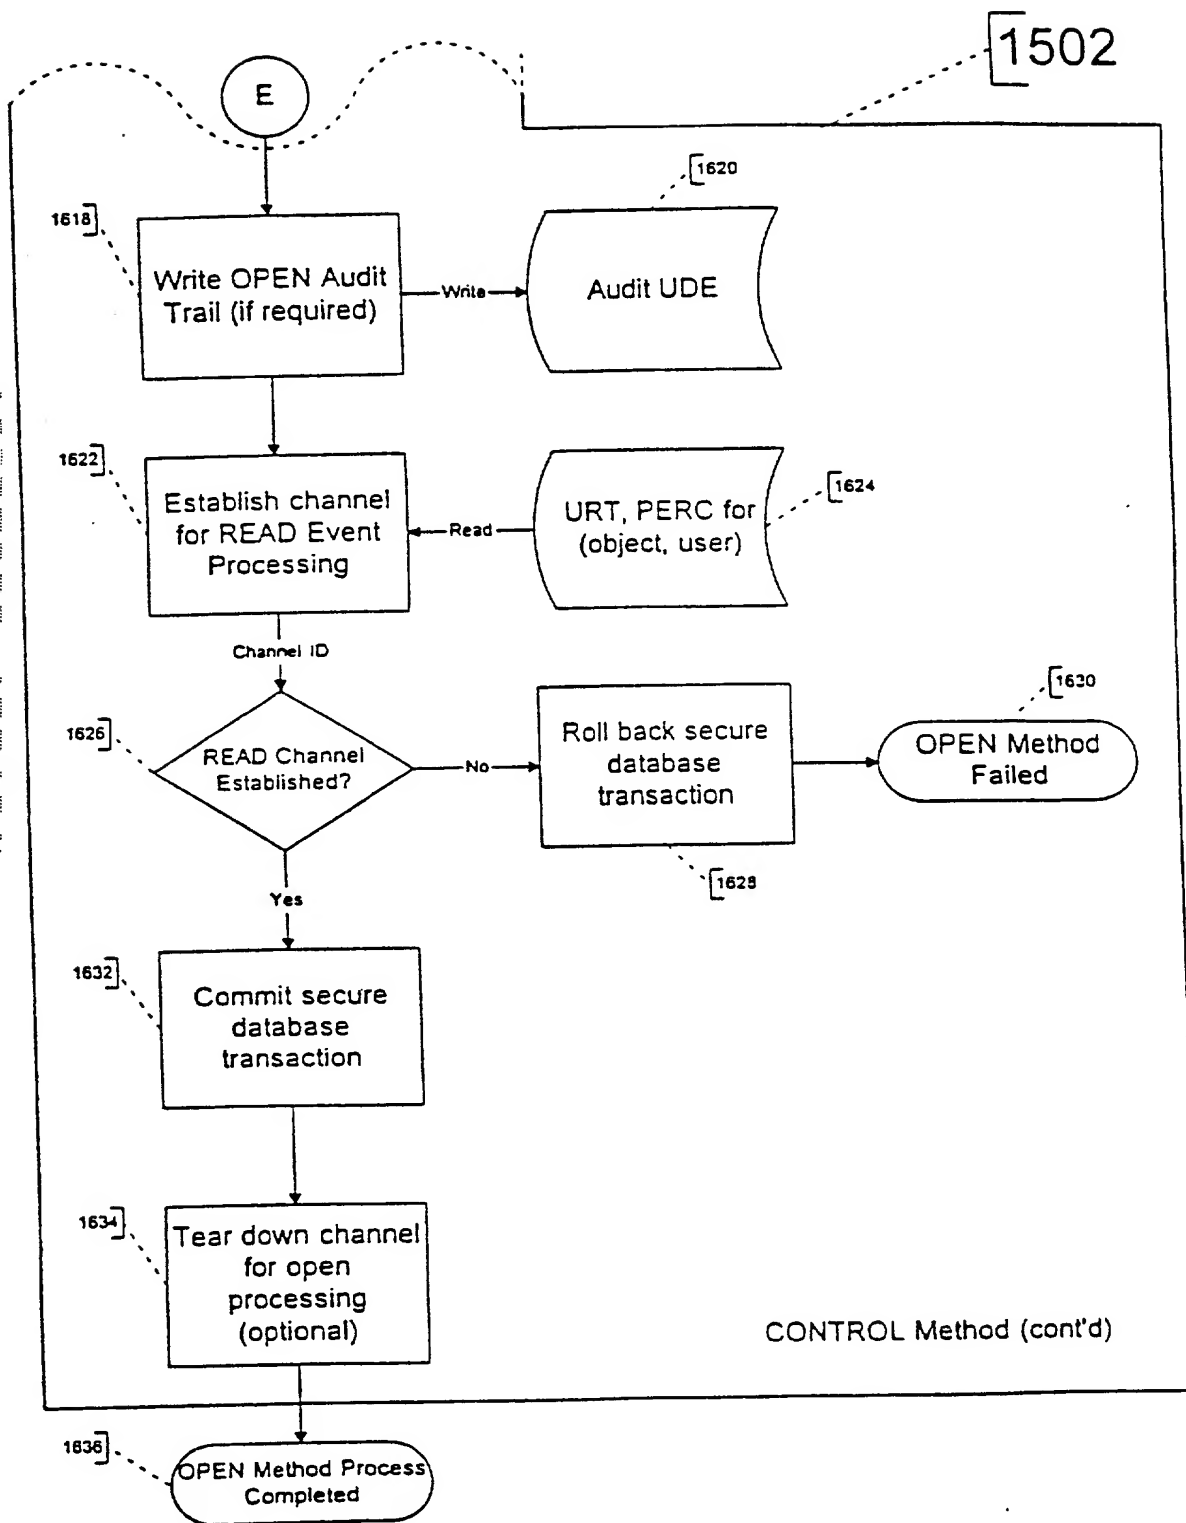 1502
E
1620
1618
Write OPEN Audit
Trail (if required)
Write
Audit UDE
1622
Establish channel
for READ Event
Processing
Read
URT, PERC for
(object, user)
1624
Channel ID
1626
READ Channel
Established?
No
Roll back secure
database
transaction
1630
OPEN Method
Failed
1628
Yes
1632
Commit secure
database
transaction
1634
Tear down channel
for open
processing
(optional)
CONTROL Method (cont'd)
1636
OPEN Method Process
Completed